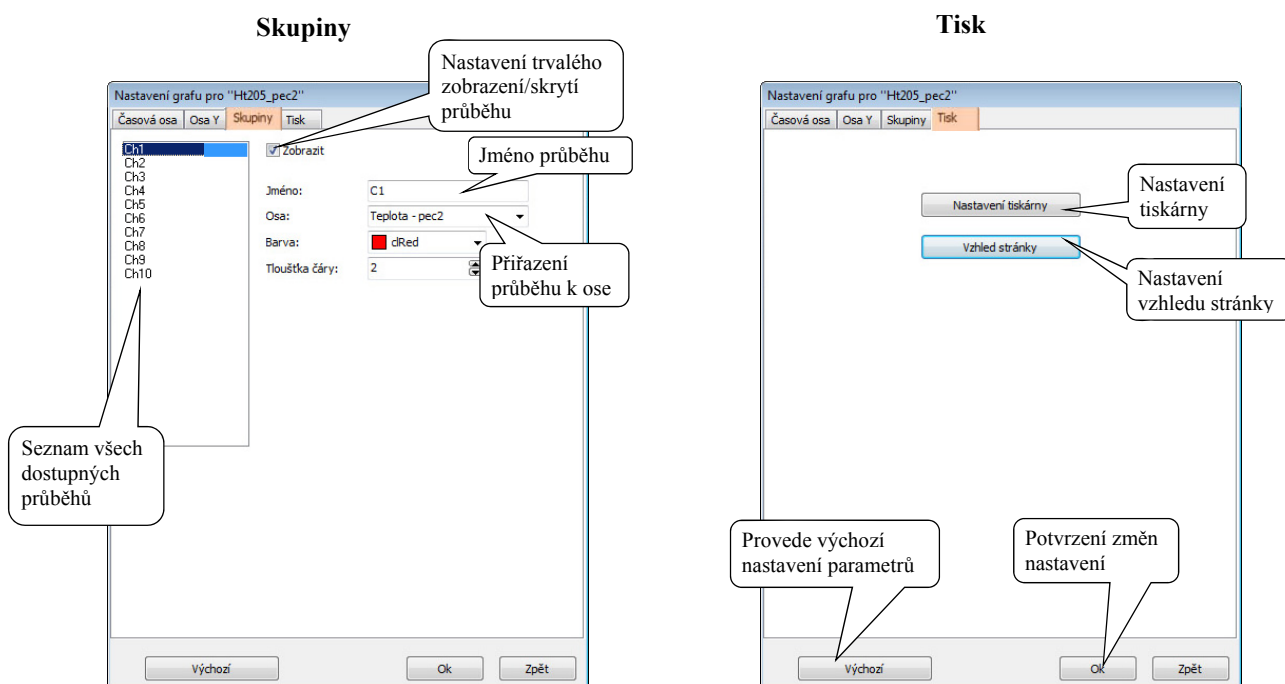 Skupiny
Nastavení trvalého
zobrazení/skrytí
průběhu
Nastavení grafu pro "Ht205_pec2"
Časová osa Osa Y Skupiny Tisk
Ch1
Ch2
Ch3
Ch4
Ch5
Ch6
Ch7
Ch8
Ch9
Ch10
Zobrazit
Jméno průběhu
Jméno: C1
Osa: Teplota - pec2
Barva: clRed
Tloušťka čáry: 2
Přiřazení
průběhu k ose
Seznam všech
dostupných
průběhů
Výchozí Ok Zpět
Tisk
Nastavení grafu pro "Ht205_pec2"
Časová osa Osa Y Skupiny Tisk
Nastavení tiskárny
Nastavení
tiskárny
Vzhled stránky
Nastavení
vzhledu stránky
Provede výchozí
nastavení parametrů
Potvrzení změn
nastavení
Výchozí Ok Zpět